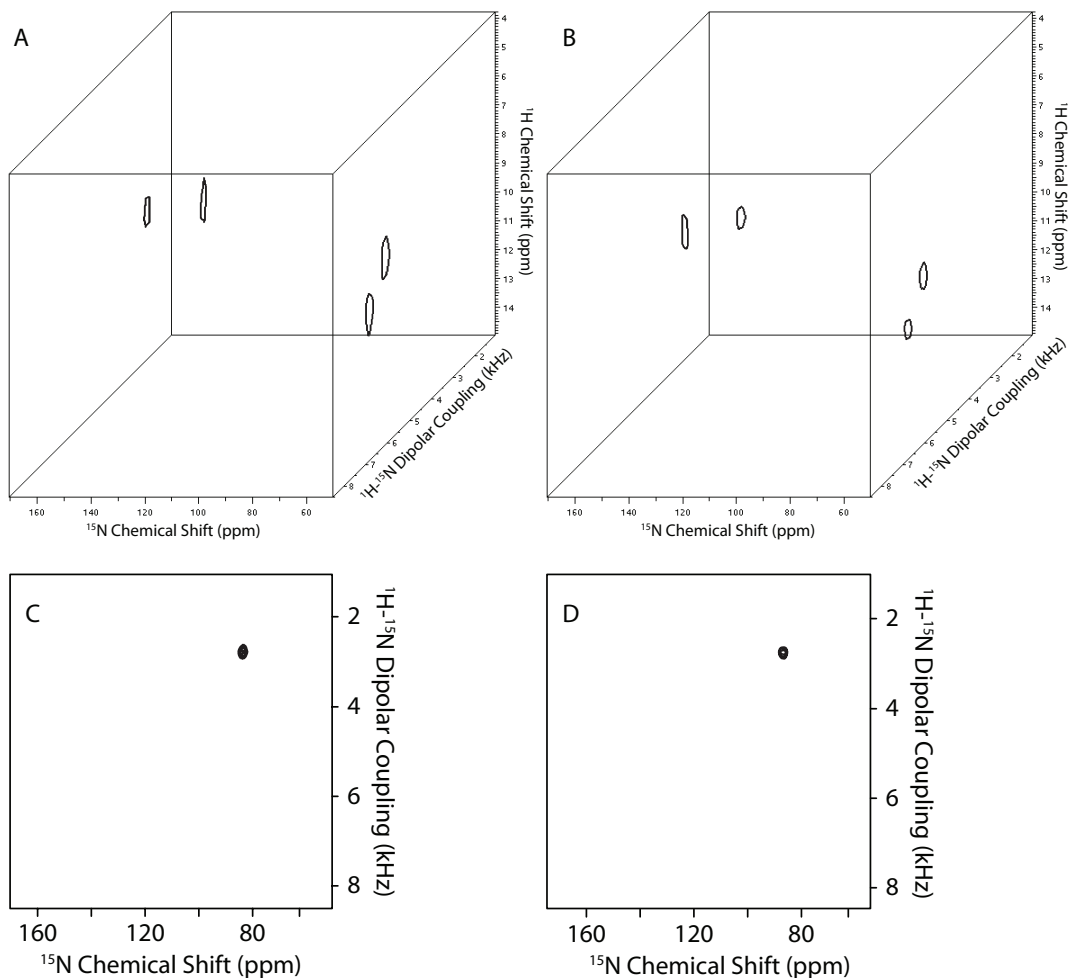 A
4
5
6
7
8
9
10
11
12
13
14
¹H Chemical Shift (ppm)
2
3
4
5
6
7
8
¹H-¹⁵N Dipolar Coupling (kHz)
160 140 120 100 80 60
¹⁵N Chemical Shift (ppm)
B
4
5
6
7
8
9
10
11
12
13
14
¹H Chemical Shift (ppm)
2
3
4
5
6
7
8
¹H-¹⁵N Dipolar Coupling (kHz)
160 140 120 100 80 60
¹⁵N Chemical Shift (ppm)
C
2
4
6
8
¹H-¹⁵N Dipolar Coupling (kHz)
160 120 80
¹⁵N Chemical Shift (ppm)
D
2
4
6
8
¹H-¹⁵N Dipolar Coupling (kHz)
160 120 80
¹⁵N Chemical Shift (ppm)